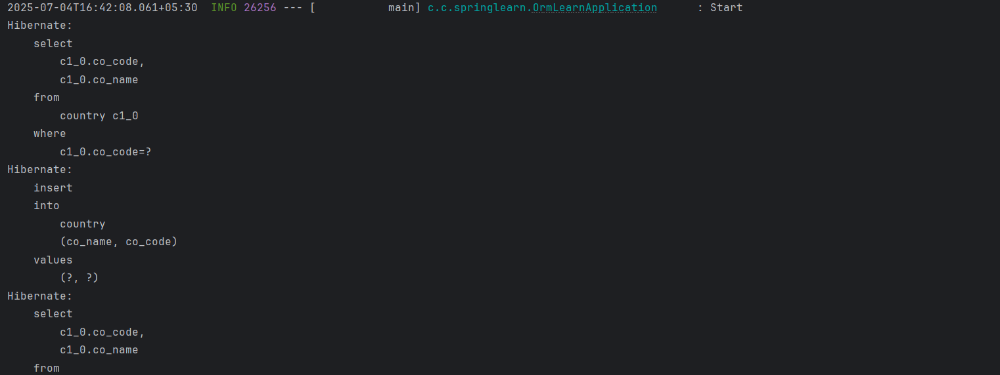 2025-07-04T16:42:08.061+05:30  INFO 26256 --- [           main] c.c.springlearn.OrmLearnApplication      : Start
Hibernate:
    select
        c1_0.co_code,
        c1_0.co_name
    from
        country c1_0
    where
        c1_0.co_code=?
Hibernate:
    insert
    into
        country
        (co_name, co_code)
    values
        (?, ?)
Hibernate:
    select
        c1_0.co_code,
        c1_0.co_name
    from